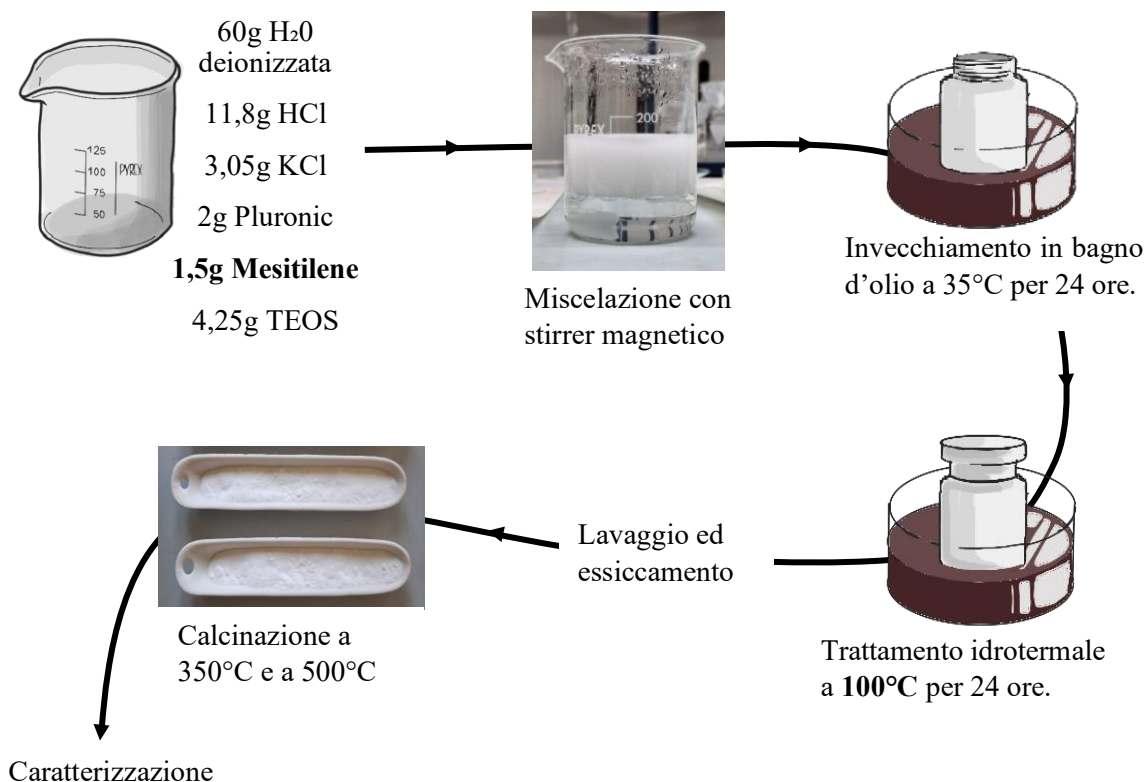 60g H₂0
deionizzata
11,8g HCl
3,05g KCl
2g Pluronic
1,5g Mesitilene
4,25g TEOS
125
100
75
50
PYREX
PYREX
200
Miscelazione con
stirrer magnetico
Invecchiamento in bagno
d’olio a 35°C per 24 ore.
Trattamento idrotermale
a 100°C per 24 ore.
Lavaggio ed
essiccamento
Calcinazione a
350°C e a 500°C
Caratterizzazione